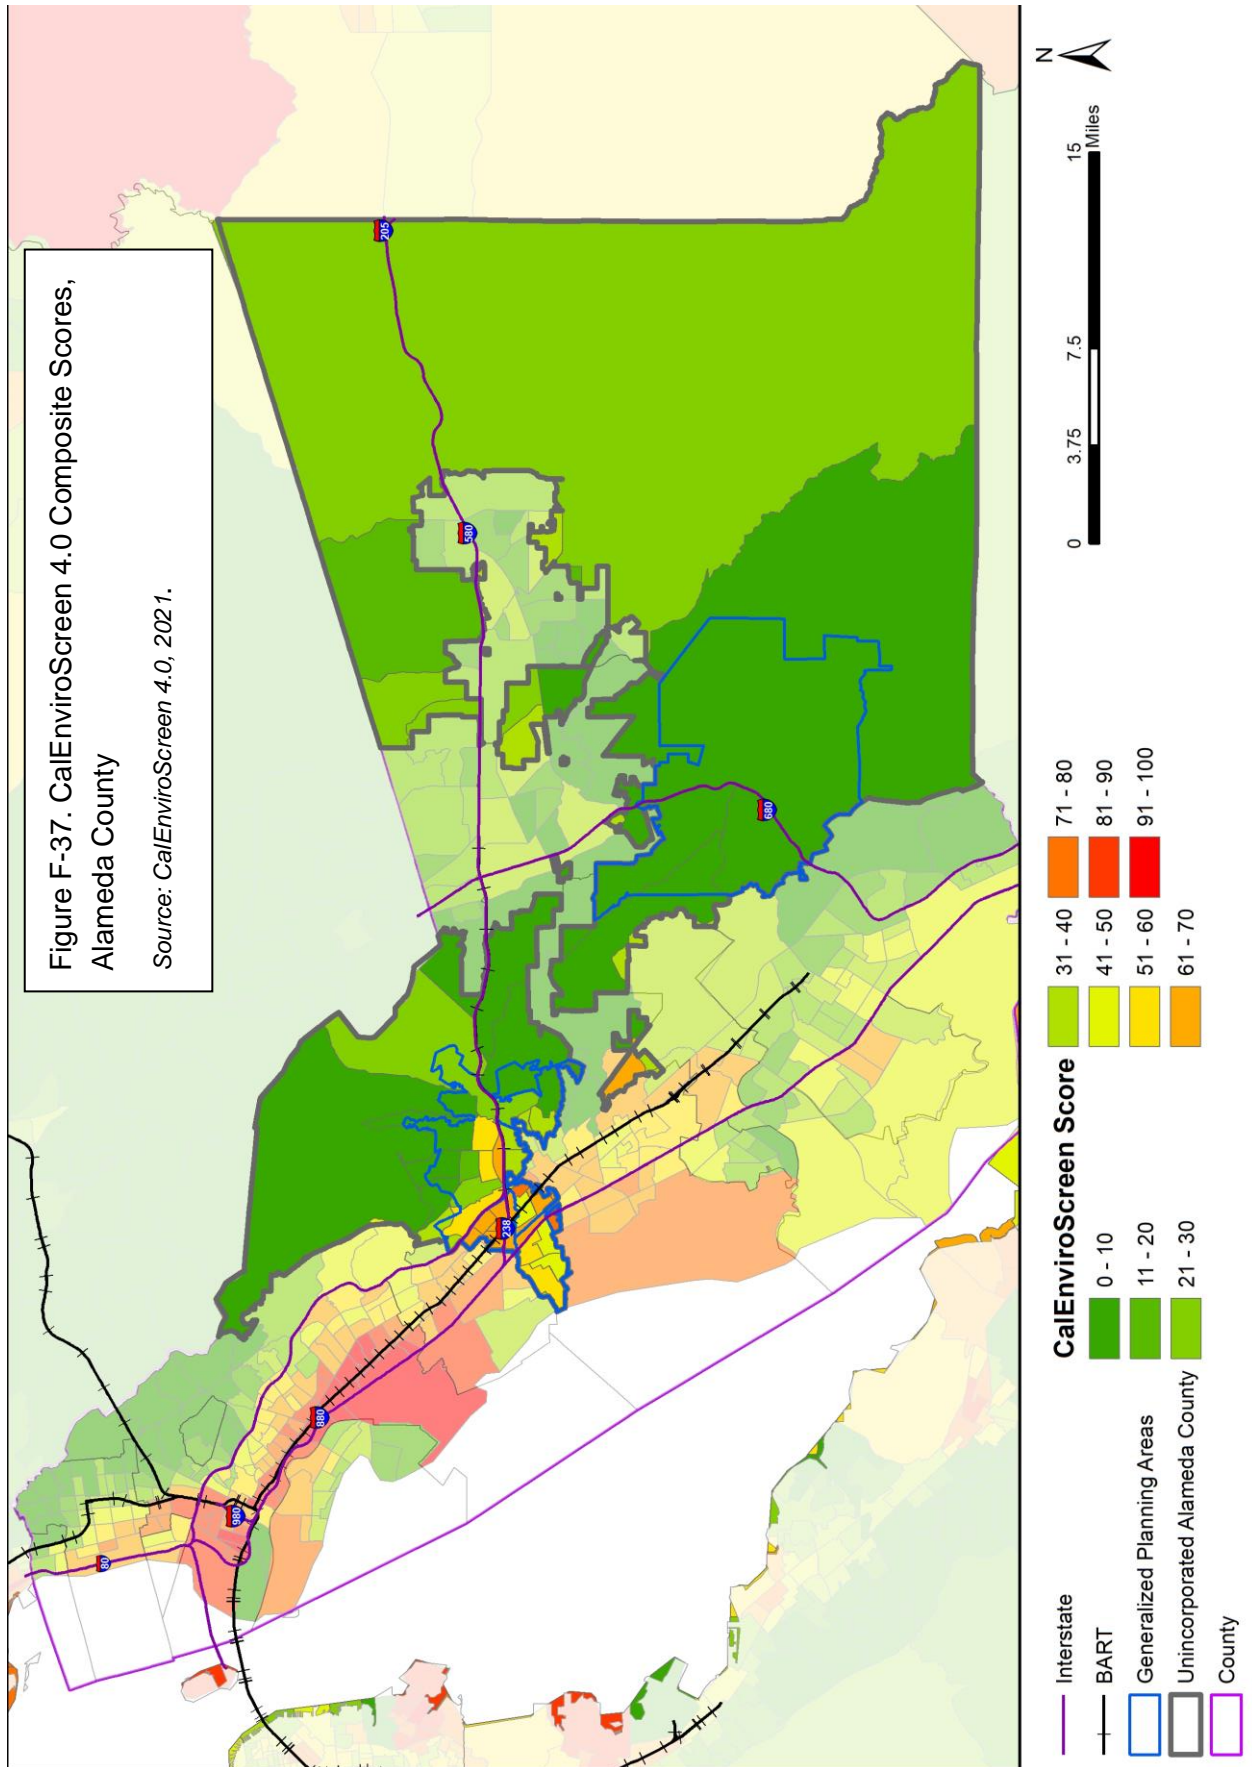 Figure F-37. CalEnviroScreen 4.0 Composite Scores,
Alameda County
Source: CalEnviroScreen 4.0, 2021.
80
980
880
238
580
205
680
N
0 3.75 7.5 15
Miles
Interstate
BART
Generalized Planning Areas
Unincorporated Alameda County
County
CalEnviroScreen Score
0 - 10
11 - 20
21 - 30
31 - 40
41 - 50
51 - 60
61 - 70
71 - 80
81 - 90
91 - 100